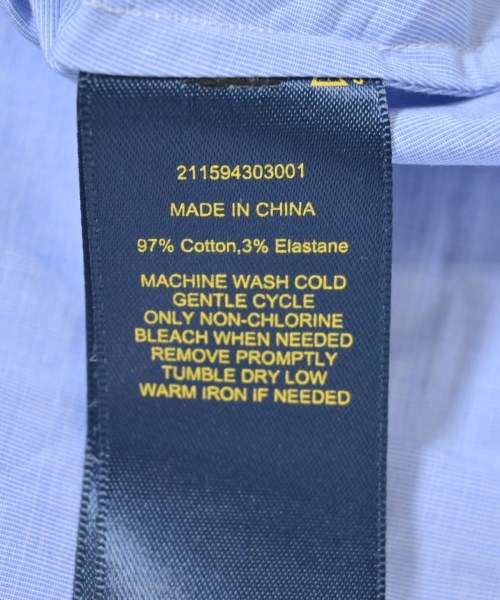 211594303001
MADE IN CHINA
97% Cotton,3% Elastane
MACHINE WASH COLD
GENTLE CYCLE
ONLY NON-CHLORINE
BLEACH WHEN NEEDED
REMOVE PROMPTLY
TUMBLE DRY LOW
WARM IRON IF NEEDED